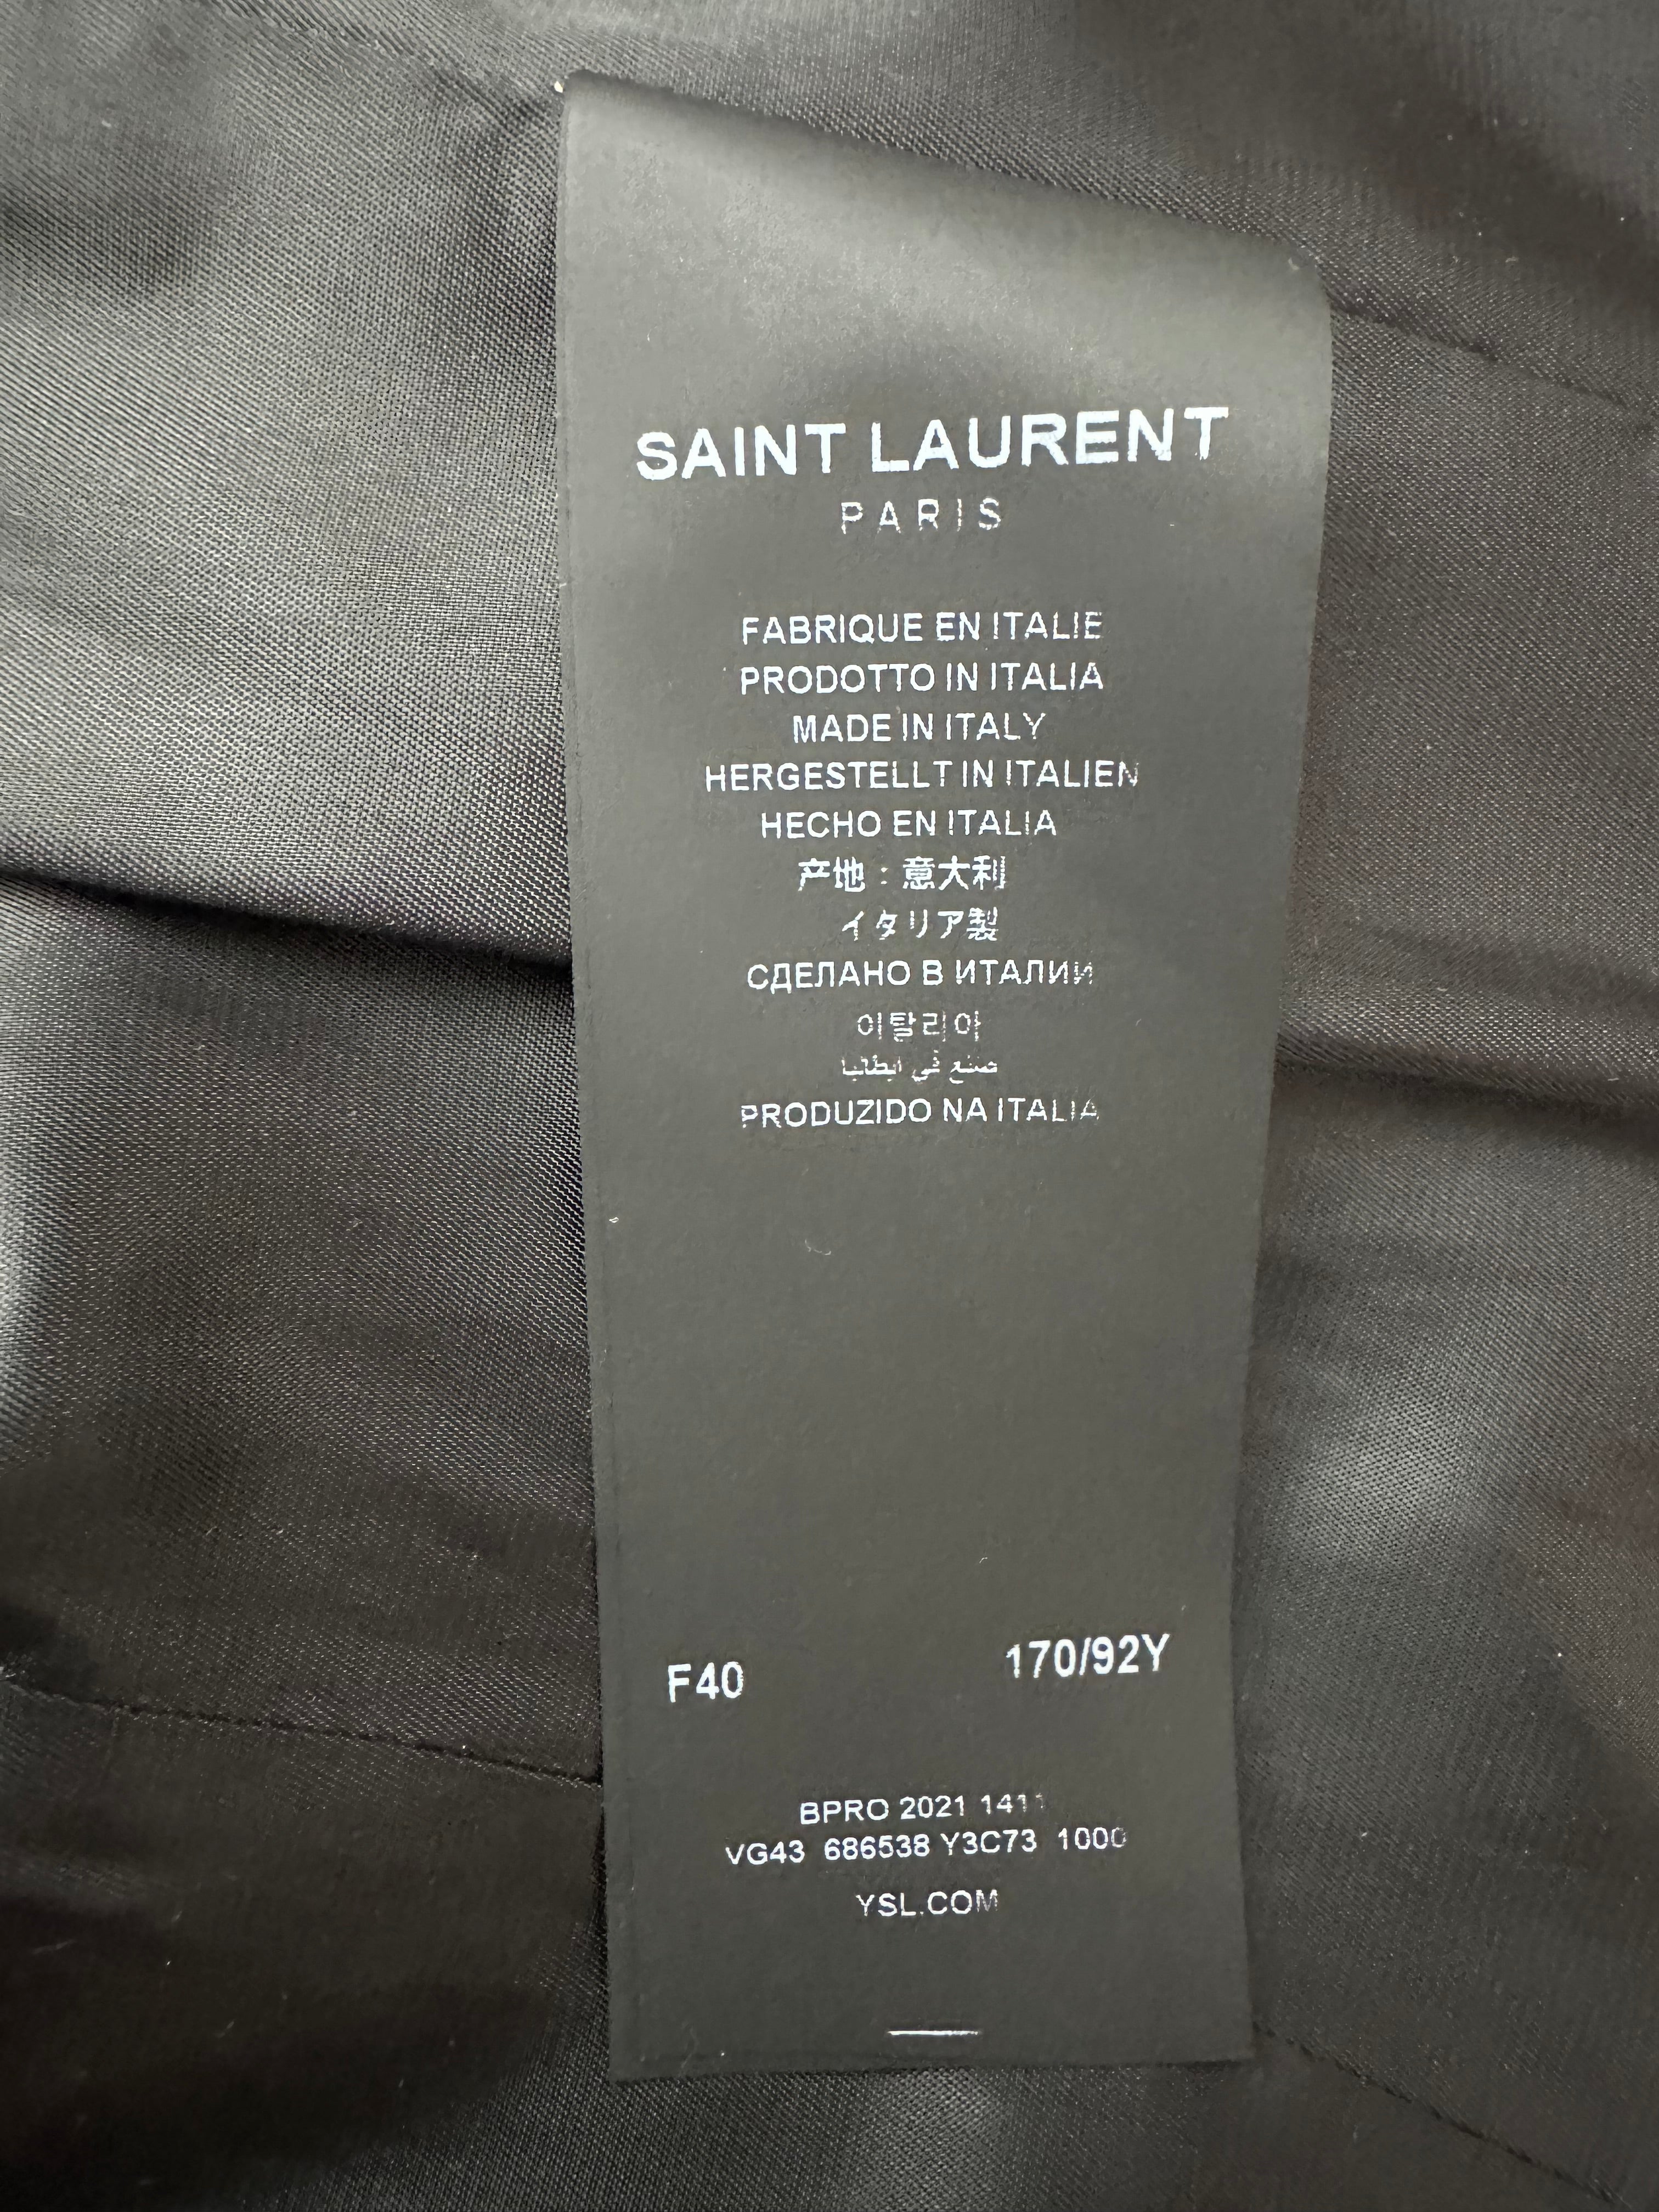 SAINT LAURENT
PARIS
FABRIQUE EN ITALIE
PRODOTTO IN ITALIA
MADE IN ITALY
HERGESTELLT IN ITALIEN
HECHO EN ITALIA
产地：意大利
イタリア製
СДЕЛАНО В ИТАЛИИ
이탈리아
صنع في ايطاليا
PRODUZIDO NA ITALIA
F40 170/92Y
BPRO 2021 1411
VG43 686538 Y3C73 1000
YSL.COM